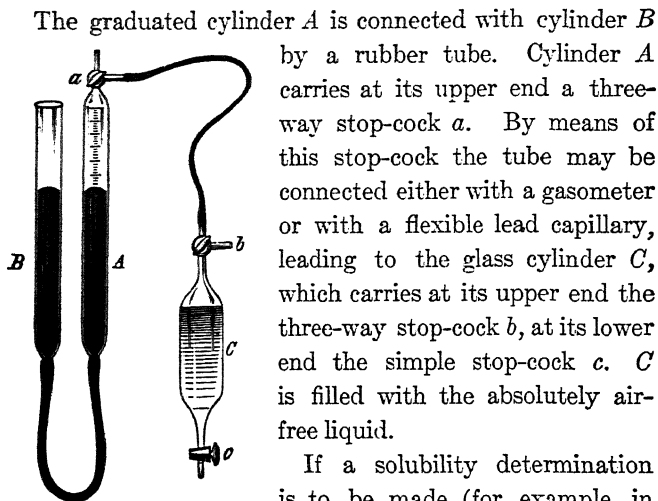 The graduated cylinder A is connected with cylinder B
by a rubber tube. Cylinder A
carries at its upper end a three-
way stop-cock a. By means of
this stop-cock the tube may be
connected either with a gasometer
or with a flexible lead capillary,
leading to the glass cylinder C,
which carries at its upper end the
three-way stop-cock b, at its lower
end the simple stop-cock c. C
is filled with the absolutely air-
free liquid.
If a solubility determination
is to be made (for example, in
a
b
B
A
C
c